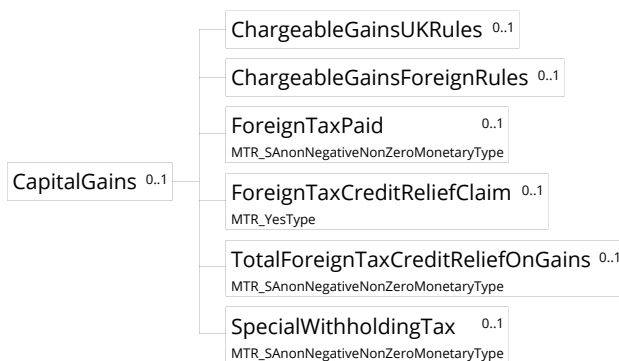 ChargeableGainsUKRules 0..1
ChargeableGainsForeignRules 0..1
ForeignTaxPaid 0..1
MTR_SAnonNegativeNonZeroMonetaryType
CapitalGains 0..1
ForeignTaxCreditReliefClaim 0..1
MTR_YesType
TotalForeignTaxCreditReliefOnGains 0..1
MTR_SAnonNegativeNonZeroMonetaryType
SpecialWithholdingTax 0..1
MTR_SAnonNegativeNonZeroMonetaryType